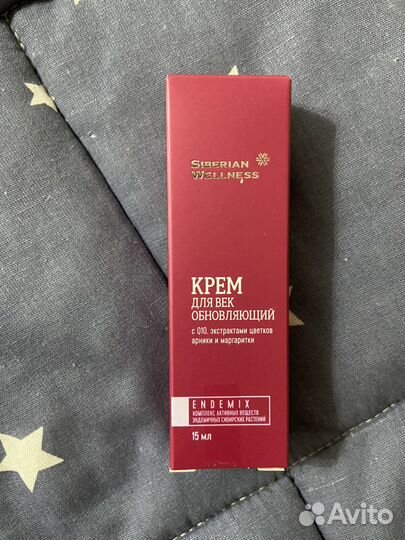 SIBERIAN
WELLNESS
КРЕМ
ДЛЯ ВЕК
ОБНОВЛЯЮЩИЙ
с Q10, экстрактами цветков
арники и маргаритки
ENDEMIX
КОМПЛЕКС АКТИВНЫХ ВЕЩЕСТВ
ЭНДЕМИЧНЫХ СИБИРСКИХ РАСТЕНИЙ
15 мл
Avito